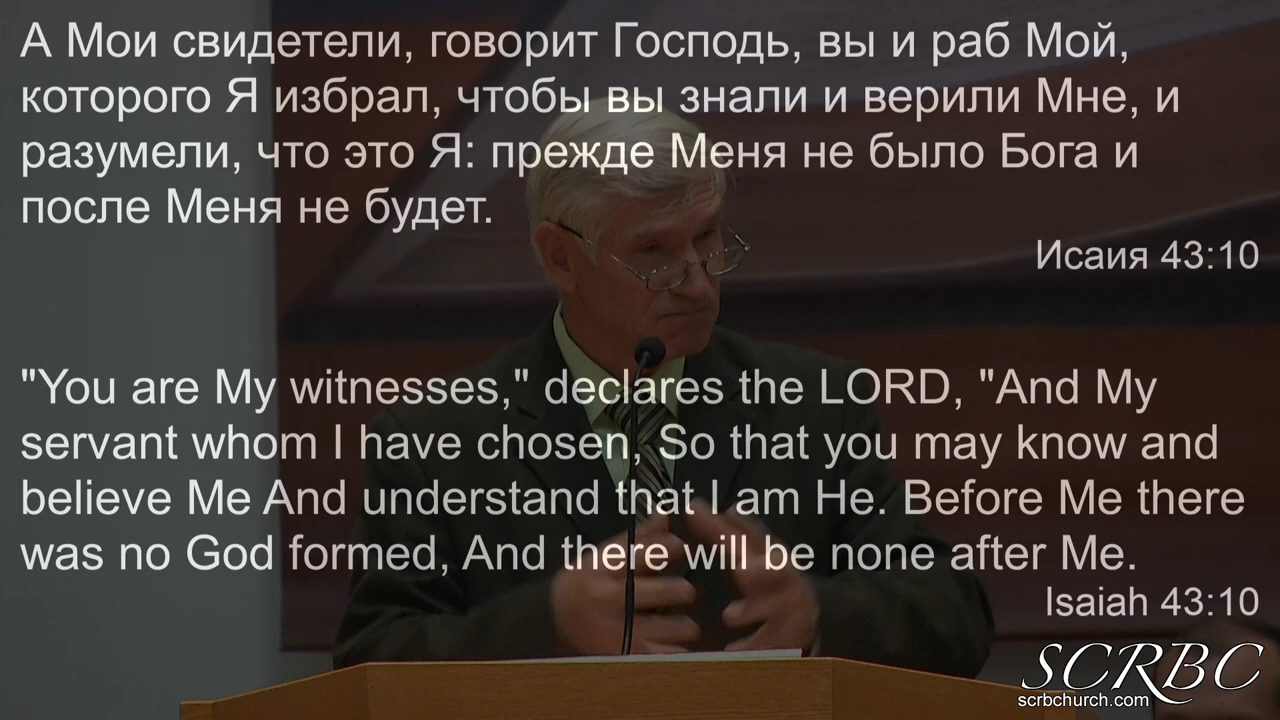 А Мои свидетели, говорит Господь, вы и раб Мой,
которого Я избрал, чтобы вы знали и верили Мне, и
разумели, что это Я: прежде Меня не было Бога и
после Меня не будет.
Исаия 43:10
"You are My witnesses," declares the LORD, "And My
servant whom I have chosen, So that you may know and
believe Me And understand that I am He. Before Me there
was no God formed, And there will be none after Me.
Isaiah 43:10
SCRBC
scrbchurch.com